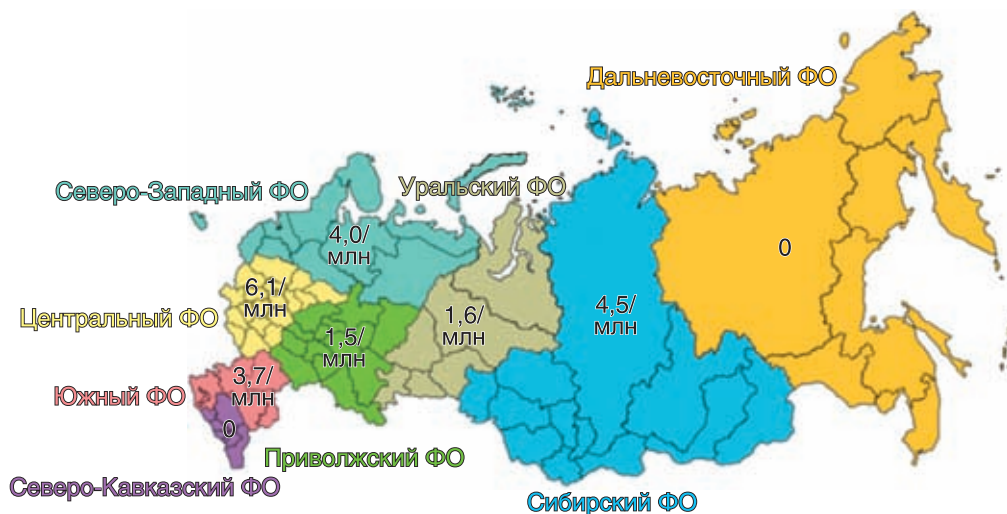 Дальневосточный ФО
Северо-Западный ФО
Уральский ФО
4,0/
млн
0
6,1/
млн
4,5/
млн
Центральный ФО
1,5/
млн
1,6/
млн
3,7/
млн
Южный ФО
0
Приволжский ФО
Северо-Кавказский ФО
Сибирский ФО